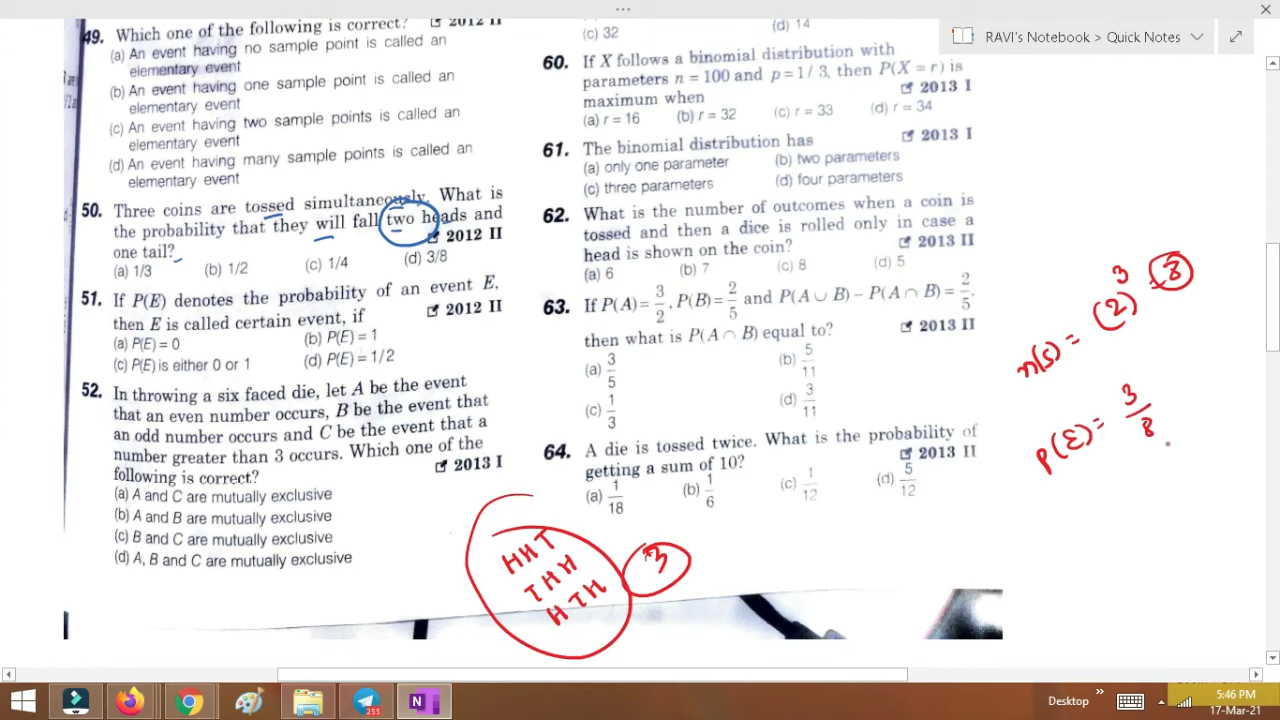 RAVI's Notebook > Quick Notes
49. Which one of the following is correct? 2012 II
(a) An event having no sample point is called an
elementary event
(b) An event having one sample point is called an
elementary event
(c) An event having two sample points is called an
elementary event
(d) An event having many sample points is called an
elementary event
50. Three coins are tossed simultaneously. What is
the probability that they will fall two heads and
one tail? 2012 II
(a) 1/3 (b) 1/2 (c) 1/4 (d) 3/8
51. If P(E) denotes the probability of an event E,
then E is called certain event, if 2012 II
(a) P(E) = 0 (b) P(E) = 1
(c) P(E) is either 0 or 1 (d) P(E) = 1/2
52. In throwing a six faced die, let A be the event
that an even number occurs, B be the event that
an odd number occurs and C be the event that a
number greater than 3 occurs. Which one of the
following is correct? 2013 I
(a) A and C are mutually exclusive
(b) A and B are mutually exclusive
(c) B and C are mutually exclusive
(d) A, B and C are mutually exclusive
(c) 32 (d) 14
60. If X follows a binomial distribution with
parameters n = 100 and p = 1 / 3, then P(X = r) is
maximum when 2013 I
(a) r = 16 (b) r = 32 (c) r = 33 (d) r = 34
61. The binomial distribution has 2013 I
(a) only one parameter (b) two parameters
(c) three parameters (d) four parameters
62. What is the number of outcomes when a coin is
tossed and then a dice is rolled only in case a
head is shown on the coin? 2013 II
(a) 6 (b) 7 (c) 8 (d) 5
63. If P(A) = 3/2, P(B) = 2/5 and P(A ∪ B) − P(A ∩ B) = 2/5,
then what is P(A ∩ B) equal to? 2013 II
(a) 3/5 (b) 5/11
(c) 1/3 (d) 3/11
64. A die is tossed twice. What is the probability of
getting a sum of 10? 2013 II
(a) 1/18 (b) 1/6 (c) 1/12 (d) 5/12
n(S) = (2)^3 = 8
P(E) = 3/8
HHT
THH
HTH
3
255
Desktop
5:46 PM
17-Mar-21